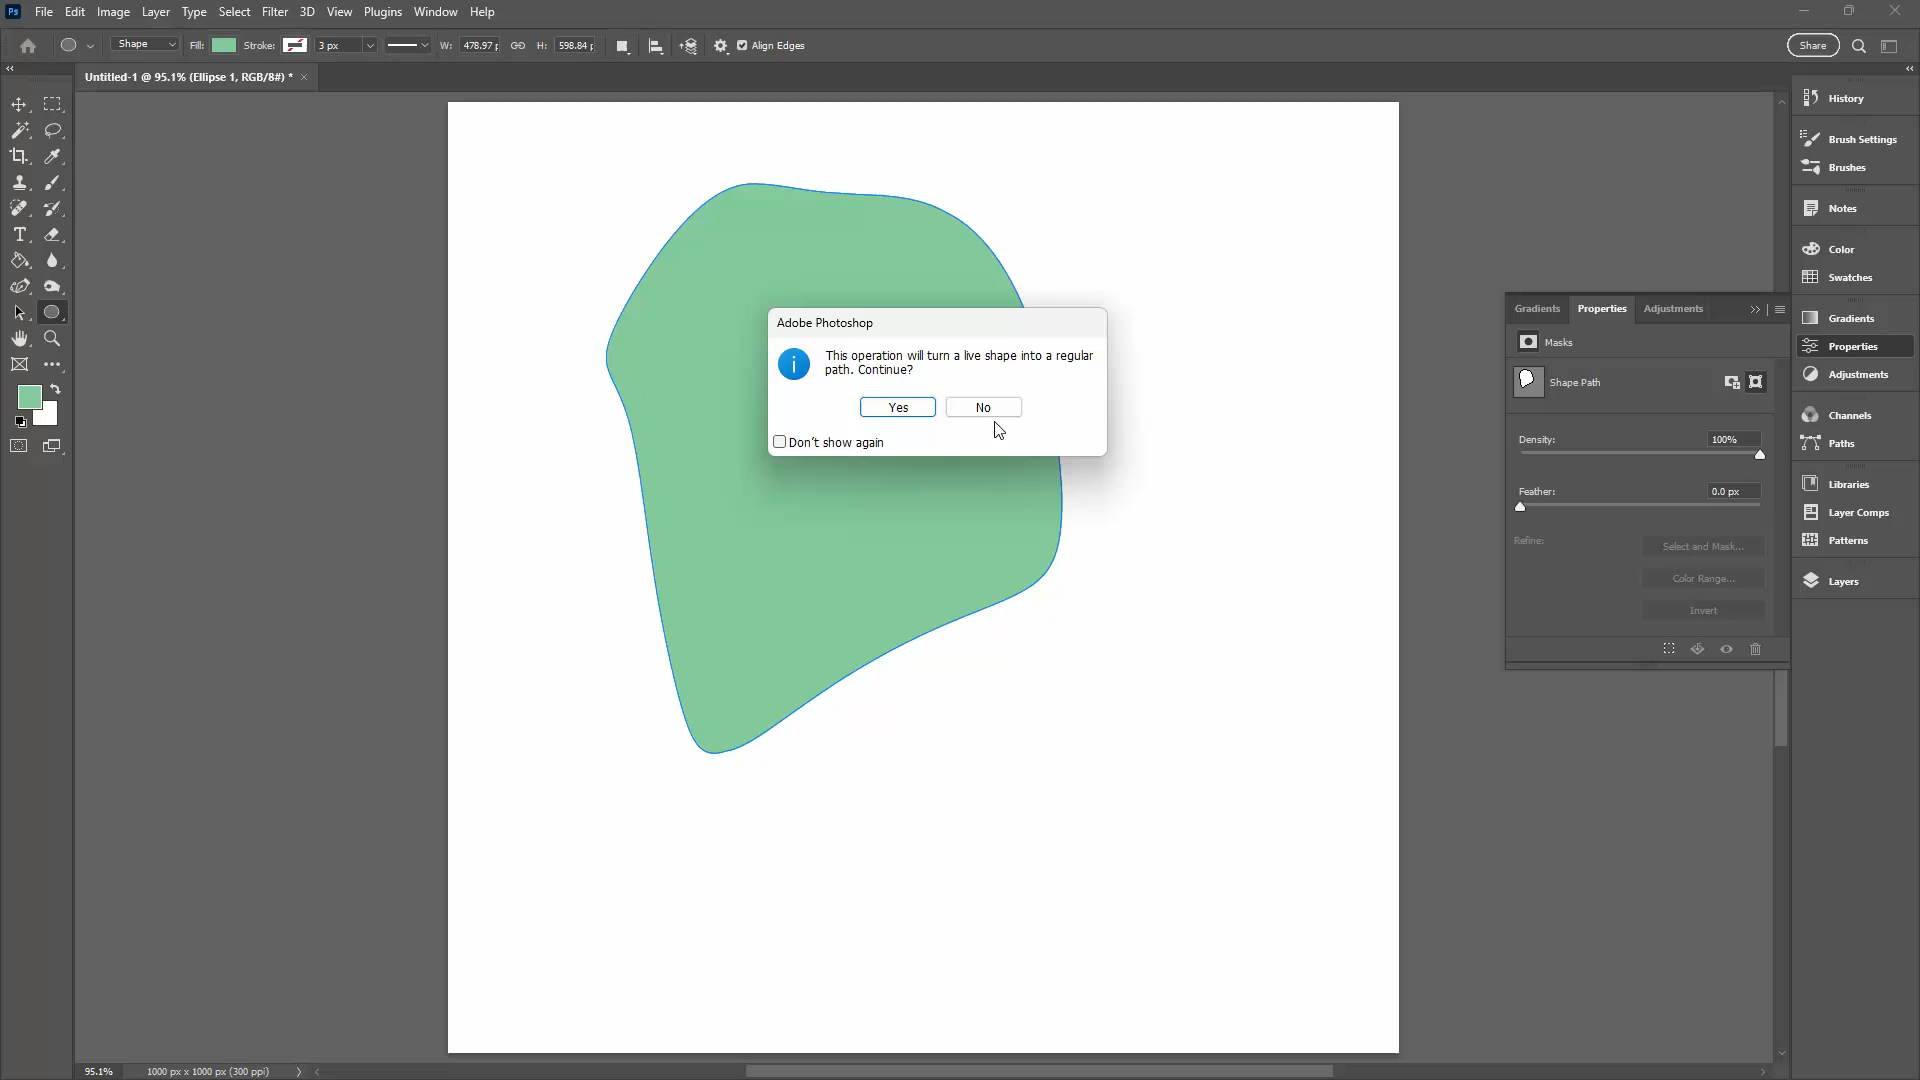 Ps File Edit Image Layer Type Select Filter 3D View Plugins Window Help
Shape Fill: Stroke: 3 px W: 478.97 H: 598.84 Align Edges Share
Untitled-1 @ 95.1% (Ellipse 1, RGB/8#) *
History
Brush Settings
Brushes
Notes
Color
Swatches
Gradients
Properties
Adjustments
Channels
Paths
Libraries
Layer Comps
Patterns
Layers
Gradients Properties Adjustments
Masks
Shape Path
Density: 100%
Feather: 0.0 px
Refine: Select and Mask...
Color Range...
Invert
Adobe Photoshop
This operation will turn a live shape into a regular
path. Continue?
Yes No
Don't show again
95.1% 1000 px x 1000 px (300 ppi)